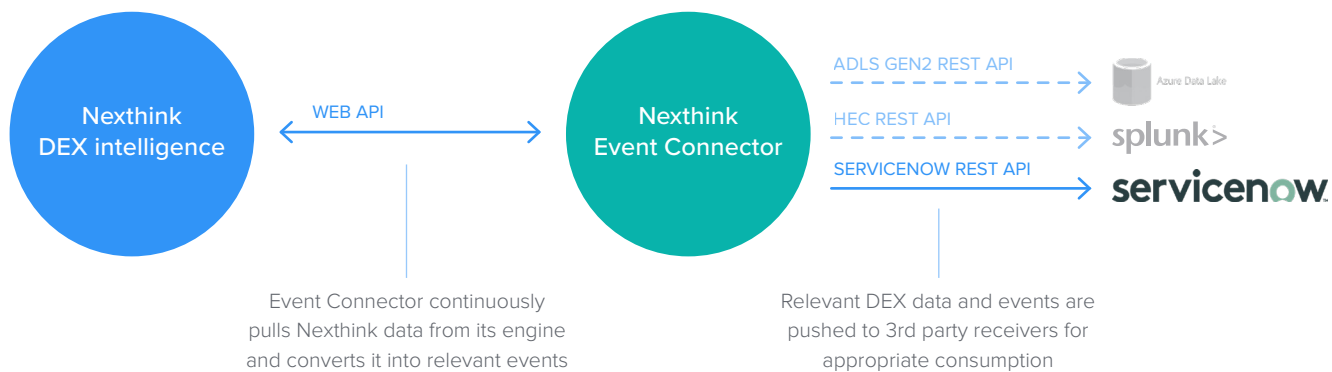 Nexthink
DEX intelligence
WEB API
Nexthink
Event Connector
ADLS GEN2 REST API
Azure Data Lake
HEC REST API
splunk>
SERVICENOW REST API
servicenow
Event Connector continuously
pulls Nexthink data from its engine
and converts it into relevant events
Relevant DEX data and events are
pushed to 3rd party receivers for
appropriate consumption